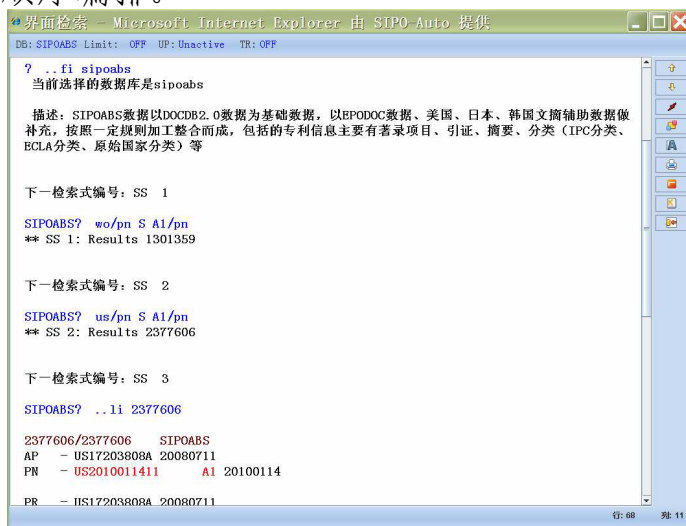 界面检索 - Microsoft Internet Explorer 由 SIPO-Auto 提供
DB: SIPOABS Limit: OFF UP: Unactive TR: OFF
? ..fi sipoabs
当前选择的数据库是sipoabs
描述：SIPOABS数据以DOCDB2.0数据为基础数据，以EPODOC数据、美国、日本、韩国文摘辅助数据做
补充，按照一定规则加工整合而成，包括的专利信息主要有著录项目、引证、摘要、分类（IPC分类、
ECLA分类、原始国家分类）等
下一检索式编号：SS 1
SIPOABS? wo/pn S A1/pn
** SS 1: Results 1301359
下一检索式编号：SS 2
SIPOABS? us/pn S A1/pn
** SS 2: Results 2377606
下一检索式编号：SS 3
SIPOABS? ..li 2377606
2377606/2377606 SIPOABS
AP - US17203808A 20080711
PN - US2010011411 A1 20100114
PR - US17203808A 20080711
行: 68 列: 11